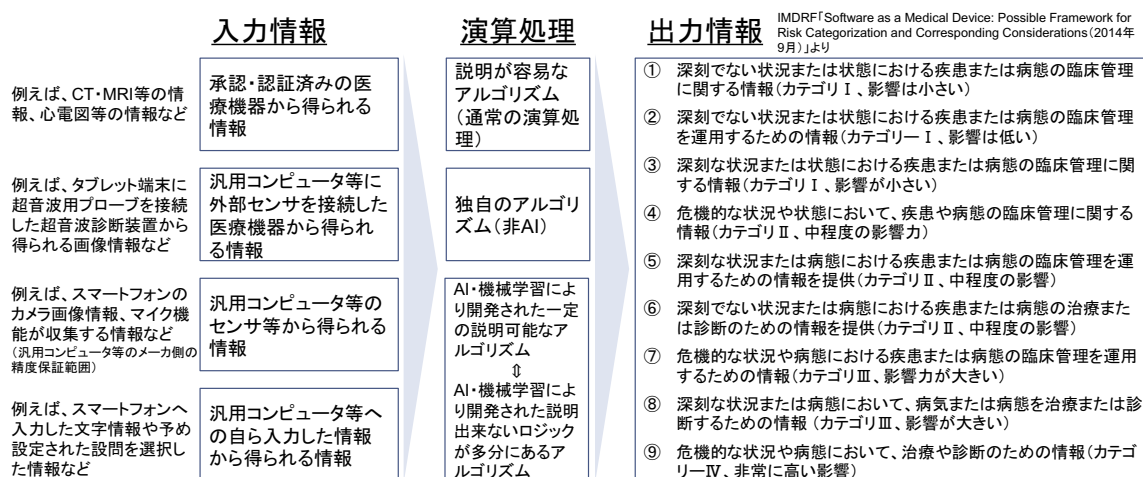 入力情報
演算処理
出力情報
IMDRF「Software as a Medical Device: Possible Framework for
Risk Categorization and Corresponding Considerations(2014年
9月)」より
例えば、CT・MRI等の情
報、心電図等の情報など
承認・認証済みの医
療機器から得られる
情報
例えば、タブレット端末に
超音波用プローブを接続
した超音波診断装置から
得られる画像情報など
汎用コンピュータ等に
外部センサを接続した
医療機器から得られ
る情報
例えば、スマートフォンの
カメラ画像情報、マイク機
能が収集する情報など
(汎用コンピュータ等のメーカ側の
精度保証範囲)
汎用コンピュータ等の
センサ等から得られる
情報
例えば、スマートフォンへ
入力した文字情報や予め
設定された設問を選択し
た情報など
汎用コンピュータ等へ
の自ら入力した情報
から得られる情報
説明が容易な
アルゴリズム
(通常の演算処
理)
独自のアルゴリ
ズム(非AI)
AI・機械学習によ
り開発された一定
の説明可能なア
ルゴリズム
⇕
AI・機械学習によ
り開発された説明
出来ないロジック
が多分にあるア
ルゴリズム
① 深刻でない状況または状態における疾患または病態の臨床管理
に関する情報(カテゴリⅠ、影響は小さい)
② 深刻でない状況または状態における疾患または病態の臨床管理
を運用するための情報(カテゴリーⅠ、影響は低い)
③ 深刻な状況または状態における疾患または病態の臨床管理に関
する情報(カテゴリⅠ、影響が小さい)
④ 危機的な状況や状態において、疾患や病態の臨床管理に関する
情報(カテゴリⅡ、中程度の影響力)
⑤ 深刻な状況または病態における疾患または病態の臨床管理を運
用するための情報を提供(カテゴリⅡ、中程度の影響)
⑥ 深刻でない状況または病態における疾患または病態の治療また
は診断のための情報を提供(カテゴリⅡ、中程度の影響)
⑦ 危機的な状況や病態における疾患または病態の臨床管理を運用
するための情報(カテゴリⅢ、影響力が大きい)
⑧ 深刻な状況または病態において、病気または病態を治療または診
断するための情報 (カテゴリⅢ、影響が大きい)
⑨ 危機的な状況や病態において、治療や診断のための情報(カテゴ
リーⅣ、非常に高い影響)